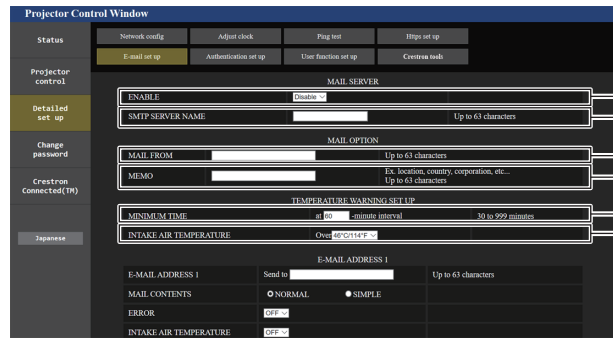 Projector Control Window
Status
Network config
Adjust clock
Ping test
Https set up
E-mail set up
Authentication set up
User function set up
Crestron tools
Projector
control
Detailed
set up
Change
password
Crestron
Connected(TM)
Japanese
MAIL SERVER
ENABLE Disable
SMTP SERVER NAME Up to 63 characters
MAIL OPTION
MAIL FROM Up to 63 characters
MEMO Ex. location, country, corporation, etc...
Up to 63 characters
TEMPERATURE WARNING SET UP
MINIMUM TIME at 60 -minute interval 30 to 999 minutes
INTAKE AIR TEMPERATURE Over 46°C/114°F
E-MAIL ADDRESS 1
E-MAIL ADDRESS 1 Send to Up to 63 characters
MAIL CONTENTS NORMAL SIMPLE
ERROR OFF
INTAKE AIR TEMPERATURE OFF